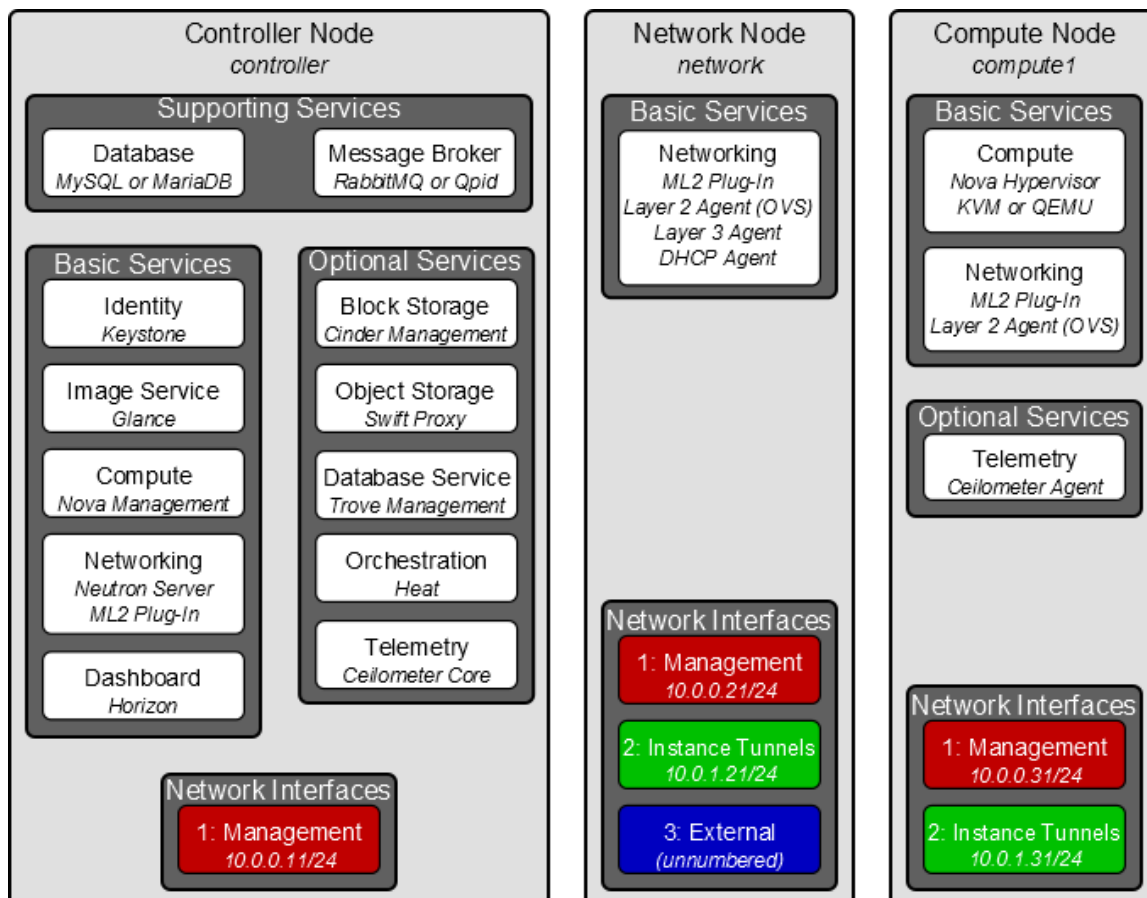 Controller Node
controller
Supporting Services
Database
MySQL or MariaDB
Message Broker
RabbitMQ or Qpid
Basic Services
Identity
Keystone
Image Service
Glance
Compute
Nova Management
Networking
Neutron Server
ML2 Plug-In
Dashboard
Horizon
Optional Services
Block Storage
Cinder Management
Object Storage
Swift Proxy
Database Service
Trove Management
Orchestration
Heat
Telemetry
Ceilometer Core
Network Interfaces
1: Management
10.0.0.11/24
Network Node
network
Basic Services
Networking
ML2 Plug-In
Layer 2 Agent (OVS)
Layer 3 Agent
DHCP Agent
Network Interfaces
1: Management
10.0.0.21/24
2: Instance Tunnels
10.0.1.21/24
3: External
(unnumbered)
Compute Node
compute1
Basic Services
Compute
Nova Hypervisor
KVM or QEMU
Networking
ML2 Plug-In
Layer 2 Agent (OVS)
Optional Services
Telemetry
Ceilometer Agent
Network Interfaces
1: Management
10.0.0.31/24
2: Instance Tunnels
10.0.1.31/24